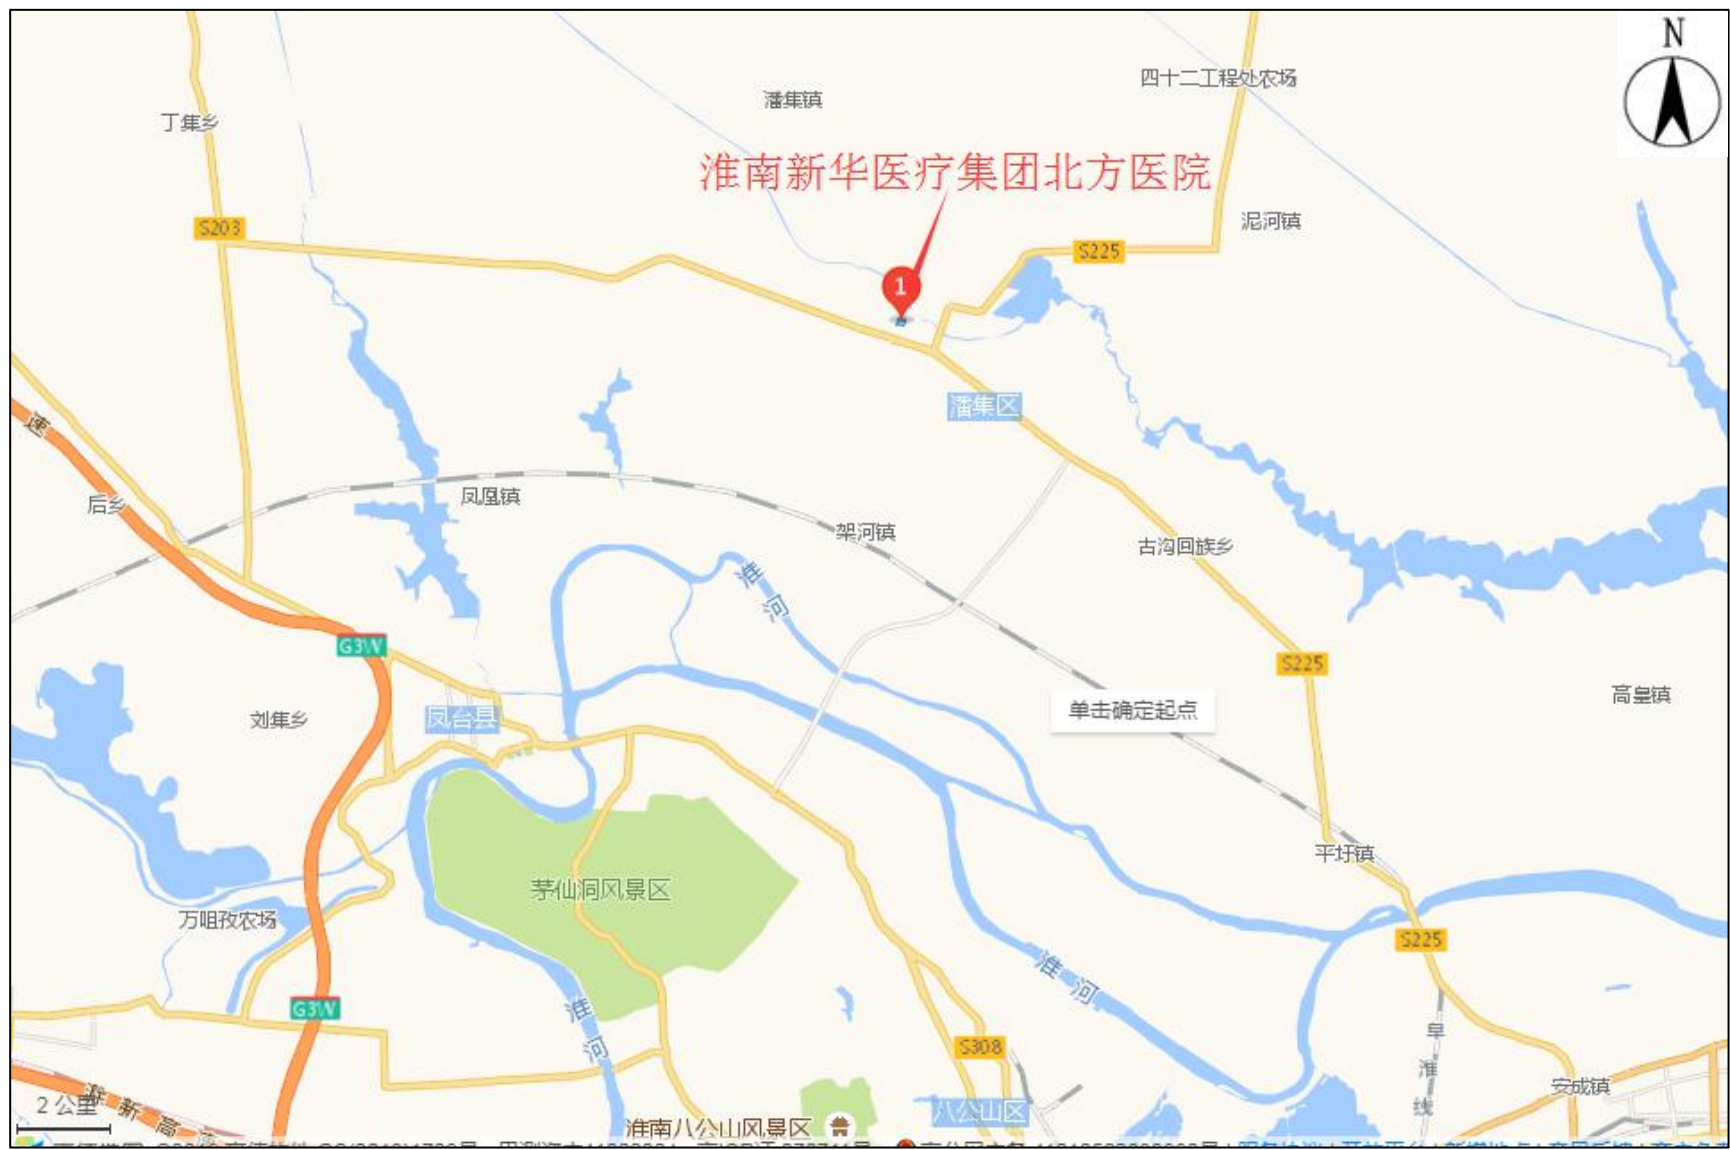 N
四十二工程处农场
潘集镇
丁集乡
淮南新华医疗集团北方医院
泥河镇
S203
S225
1
潘集区
速
凤凰镇
后乡
架河镇
古沟回族乡
淮河
G3W
S225
高皇镇
单击确定起点
刘集乡
凤台县
平圩镇
茅仙洞风景区
万咀孜农场
S225
淮河
G3W
淮河
阜淮线
S308
安成镇
2 公里
新高
八公山区
淮南八公山风景区